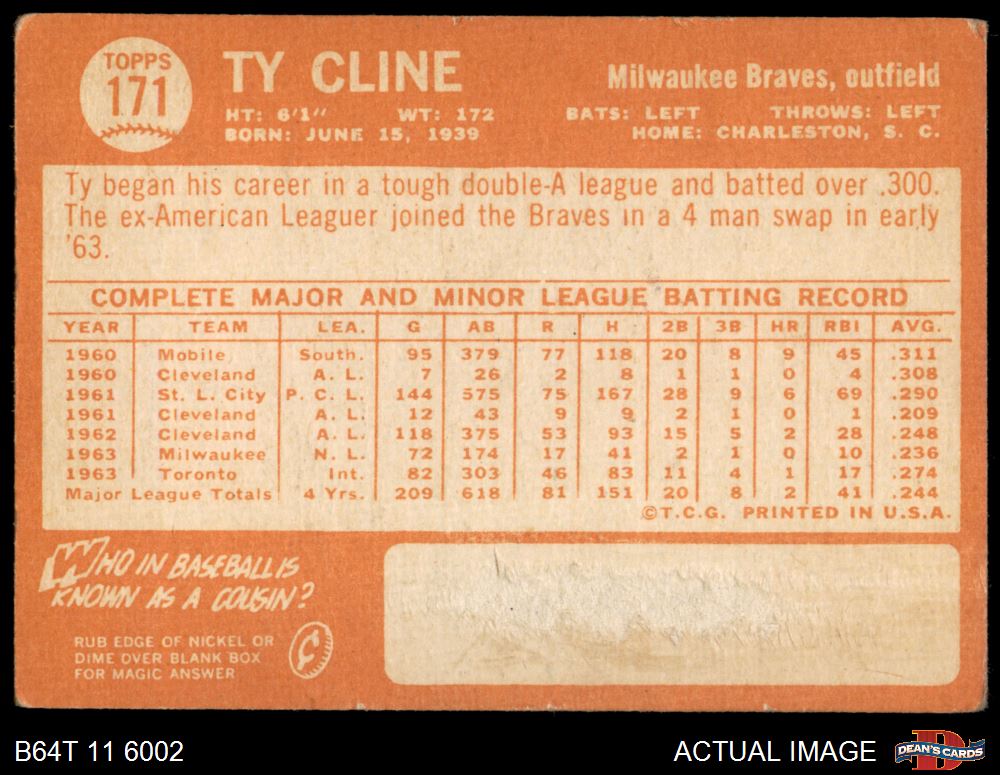 TOPPS
171
TY CLINE
Milwaukee Braves, outfield
HT: 6'1" WT: 172 BATS: LEFT THROWS: LEFT
BORN: JUNE 15, 1939 HOME: CHARLESTON, S. C.
Ty began his career in a tough double-A league and batted over .300.
The ex-American Leaguer joined the Braves in a 4 man swap in early
'63.
COMPLETE MAJOR AND MINOR LEAGUE BATTING RECORD
YEAR TEAM LEA. G AB R H 2B 3B HR RBI AVG.
1960 Mobile South. 95 379 77 118 20 8 9 45 .311
1960 Cleveland A. L. 7 26 2 8 1 1 0 4 .308
1961 St. L. City P. C. L. 144 575 75 167 28 9 6 69 .290
1961 Cleveland A. L. 12 43 9 9 2 1 0 1 .209
1962 Cleveland A. L. 118 375 53 93 15 5 2 28 .248
1963 Milwaukee N. L. 72 174 17 41 2 1 0 10 .236
1963 Toronto Int. 82 303 46 83 11 4 1 17 .274
Major League Totals 4 Yrs. 209 618 81 151 20 8 2 41 .244
©T.C.G. PRINTED IN U.S.A.
WHO IN BASEBALL IS
KNOWN AS A COUSIN?
RUB EDGE OF NICKEL OR
DIME OVER BLANK BOX
FOR MAGIC ANSWER
B64T 11 6002
ACTUAL IMAGE
DEAN'S CARDS